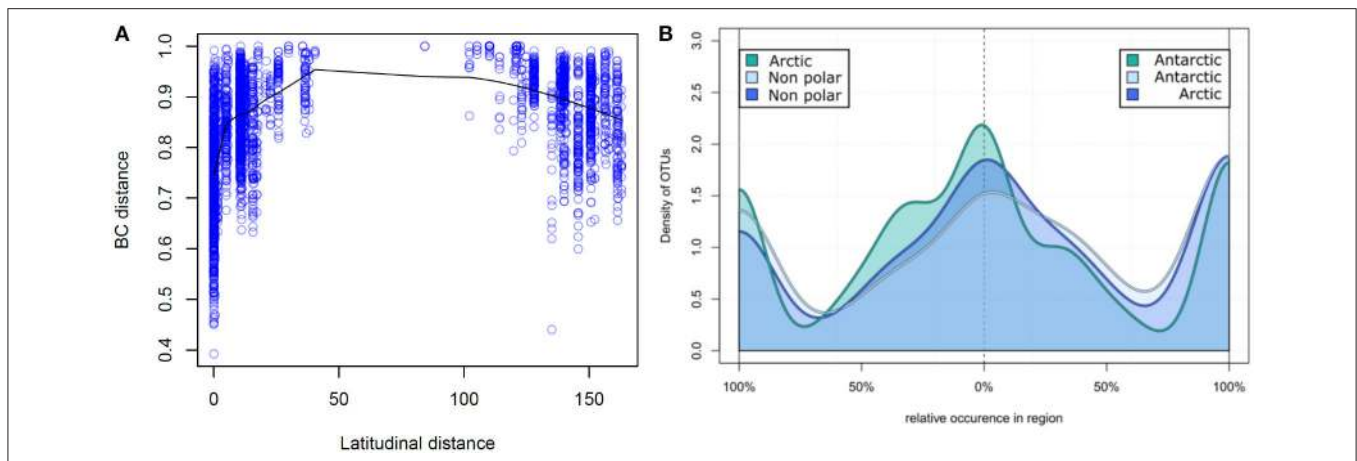 A
1.0
0.9
0.8
0.7
0.6
0.5
0.4
BC distance
0
50
100
150
Latitudinal distance
B
3.0
2.5
2.0
1.5
1.0
0.5
0.0
Density of OTUs
Arctic
Non polar
Non polar
Antarctic
Antarctic
Arctic
100%
50%
0%
50%
100%
relative occurence in region